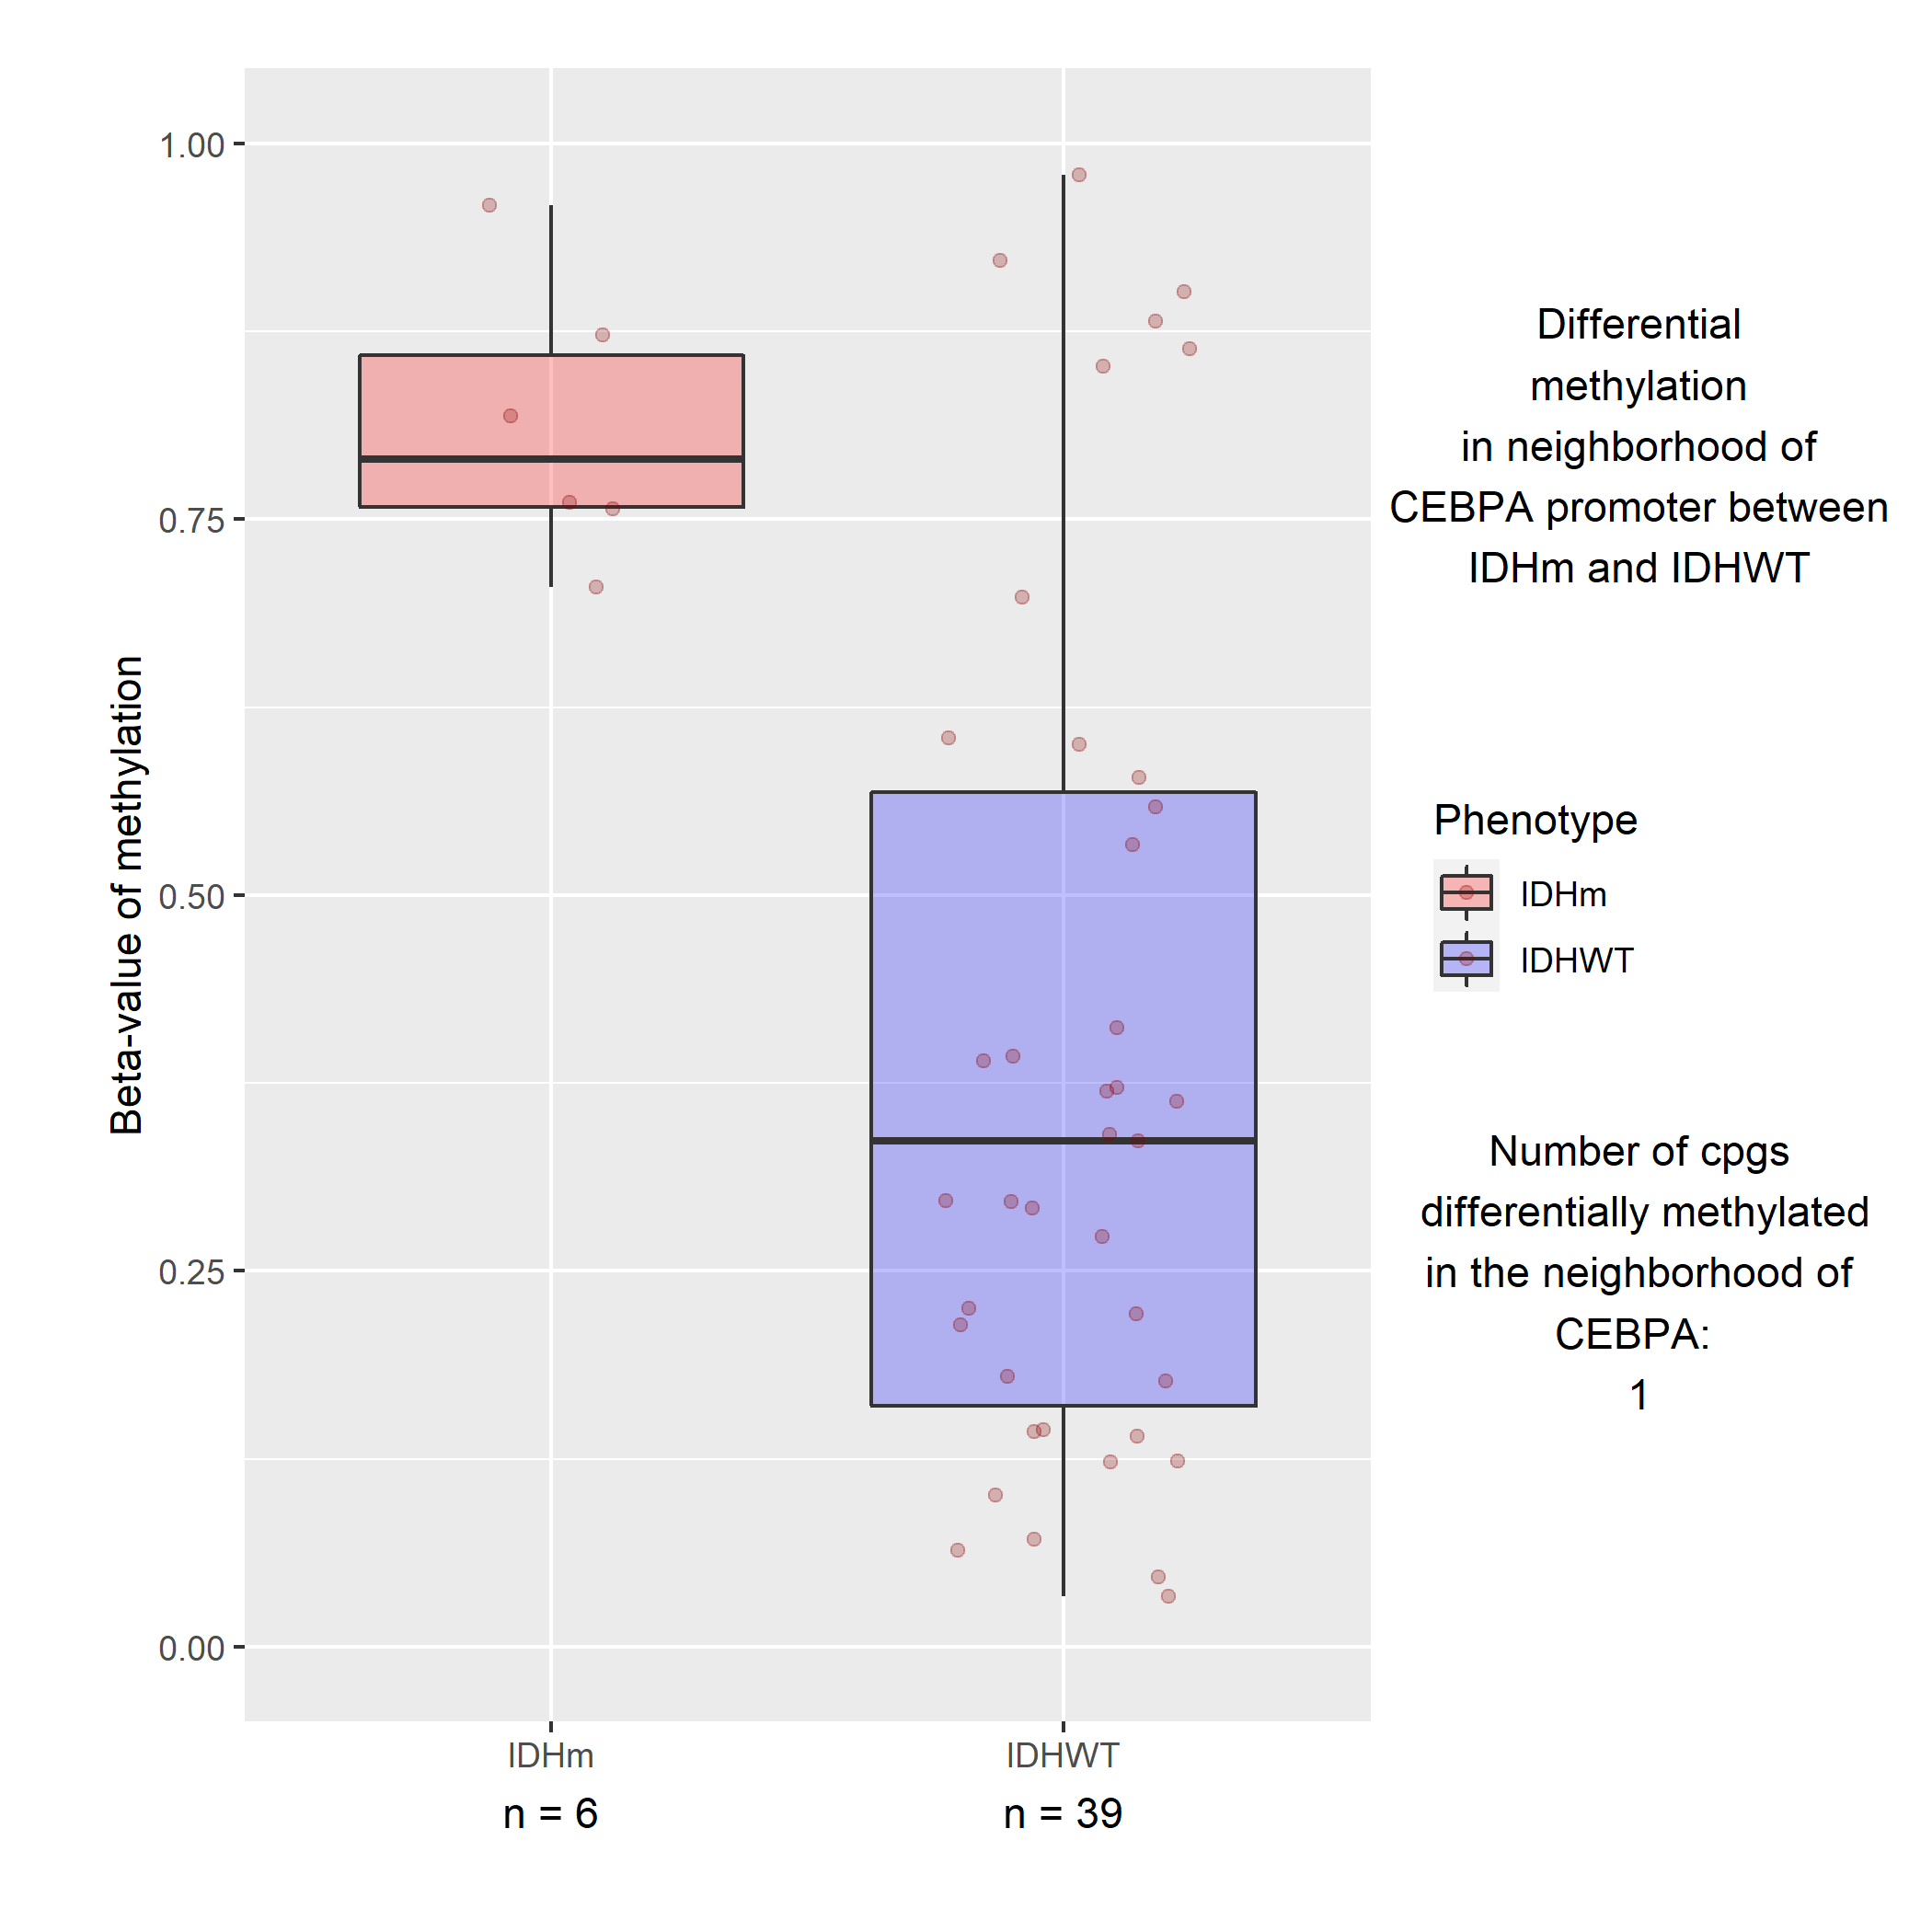 1.00
0.75
0.50
0.25
0.00
Beta-value of methylation
IDHm
IDHWT
n = 6
n = 39
Differential
methylation
in neighborhood of
CEBPA promoter between
IDHm and IDHWT
Phenotype
IDHm
IDHWT
Number of cpgs
differentially methylated
in the neighborhood of
CEBPA:
1